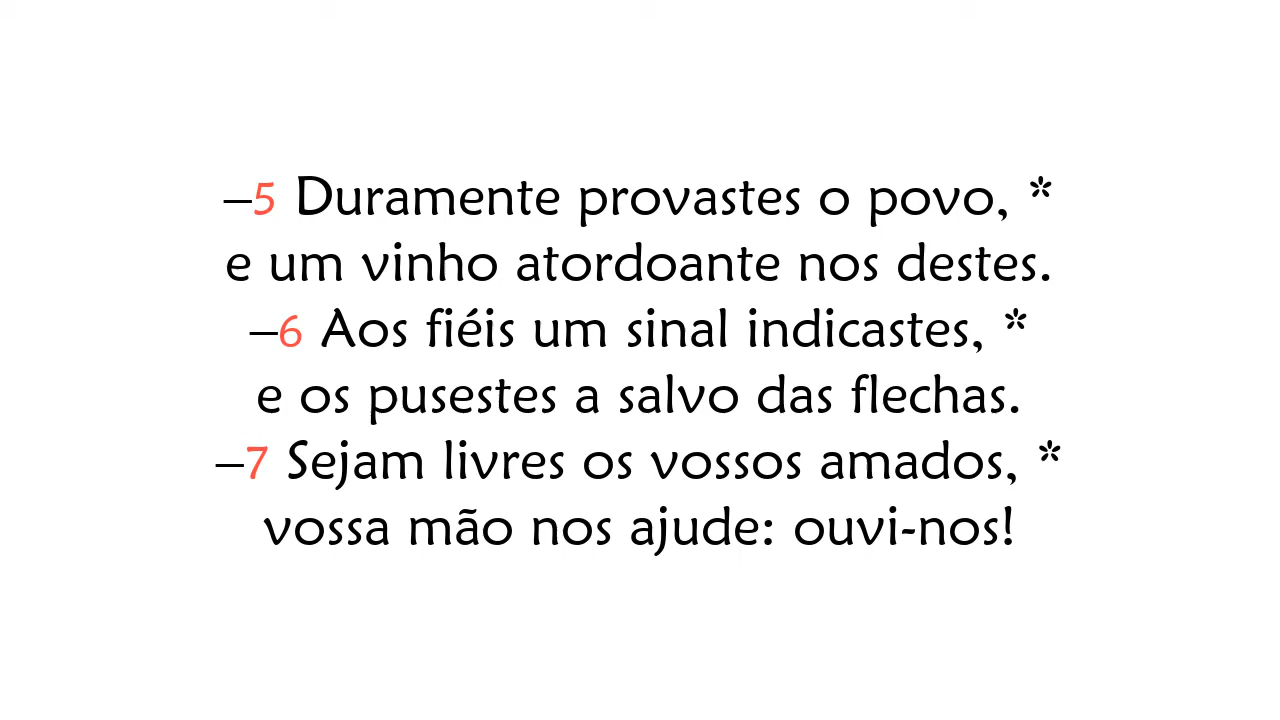 –5 Duramente provastes o povo, *
e um vinho atordoante nos destes.
–6 Aos fiéis um sinal indicastes, *
e os pusestes a salvo das flechas.
–7 Sejam livres os vossos amados, *
vossa mão nos ajude: ouvi-nos!